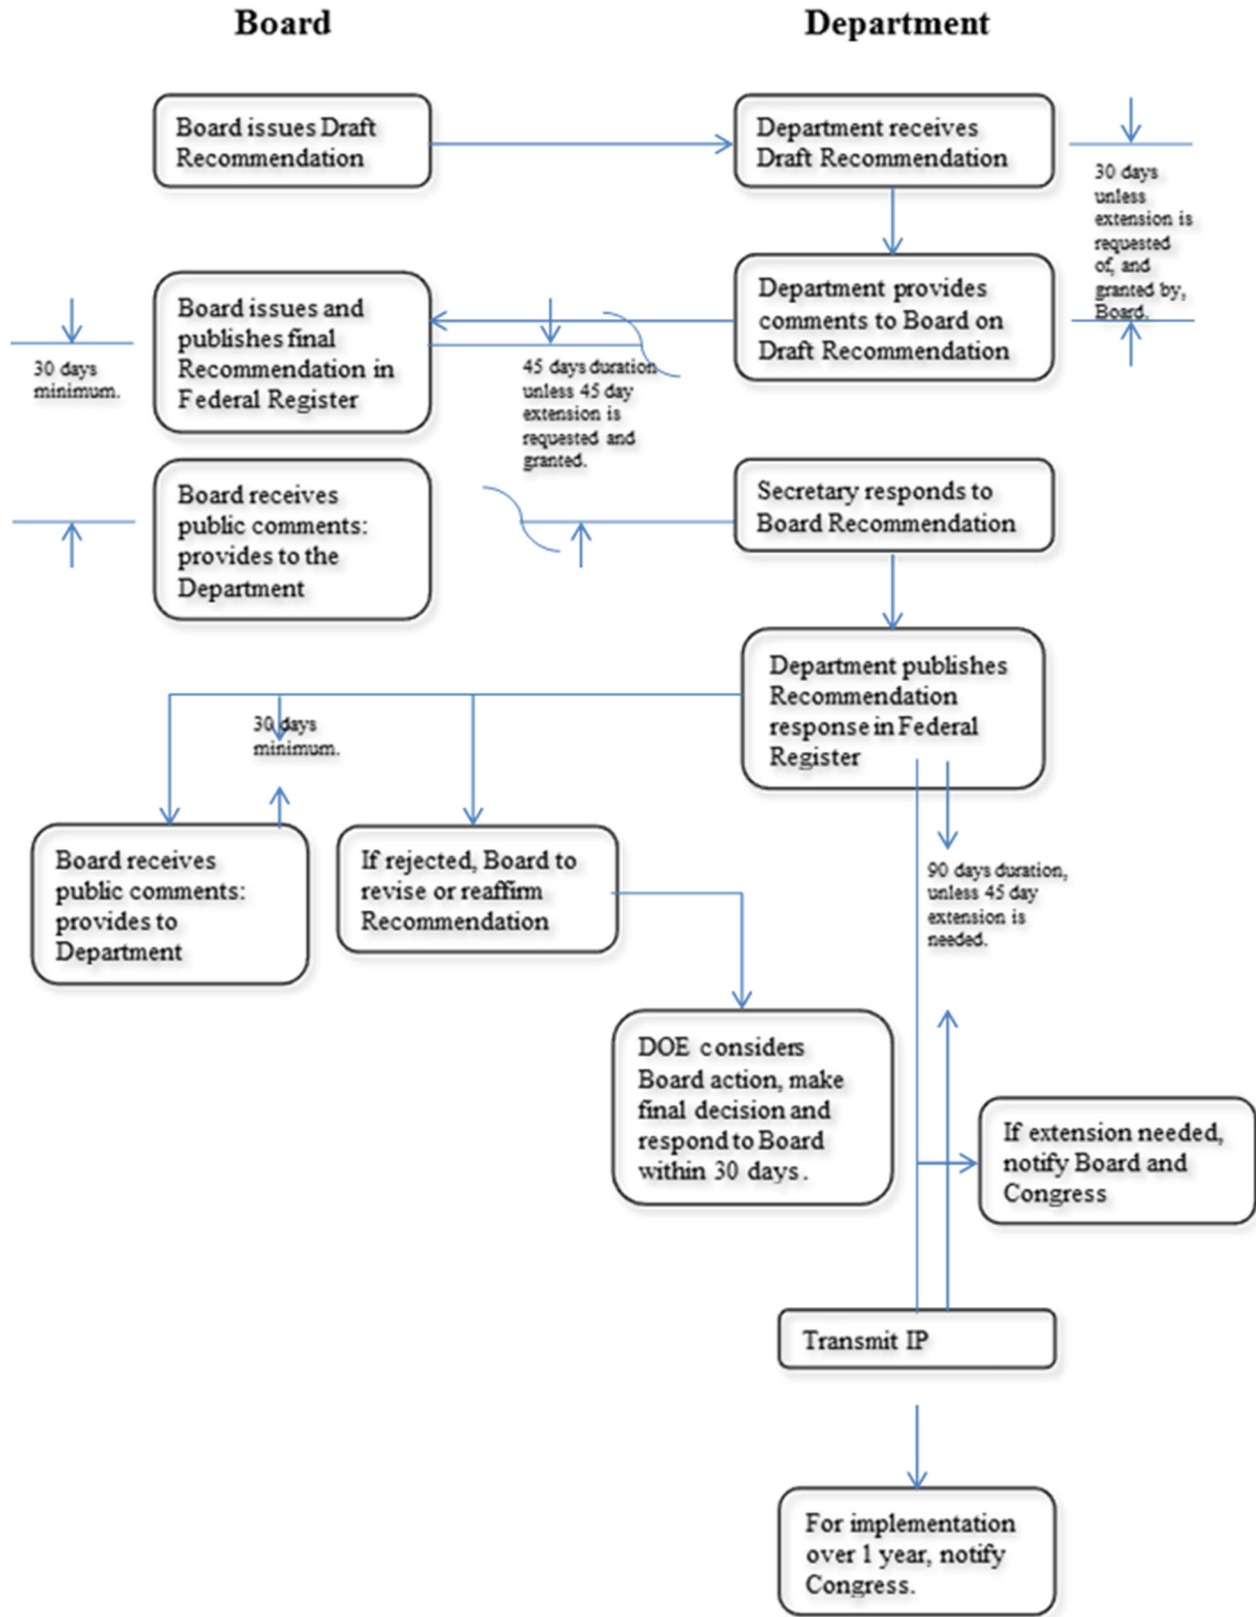 Board
Department
Board issues Draft
Recommendation
Department receives
Draft Recommendation
30 days
unless
extension is
requested
of, and
granted by,
Board.
Board issues and
publishes final
Recommendation in
Federal Register
Department provides
comments to Board on
Draft Recommendation
30 days
minimum.
45 days duration
unless 45 day
extension is
requested and
granted.
Board receives
public comments:
provides to the
Department
Secretary responds to
Board Recommendation
Department publishes
Recommendation
response in Federal
Register
30 days
minimum.
Board receives
public comments:
provides to
Department
If rejected, Board to
revise or reaffirm
Recommendation
90 days duration,
unless 45 day
extension is
needed.
DOE considers
Board action, make
final decision and
respond to Board
within 30 days.
If extension needed,
notify Board and
Congress
Transmit IP
For implementation
over 1 year, notify
Congress.